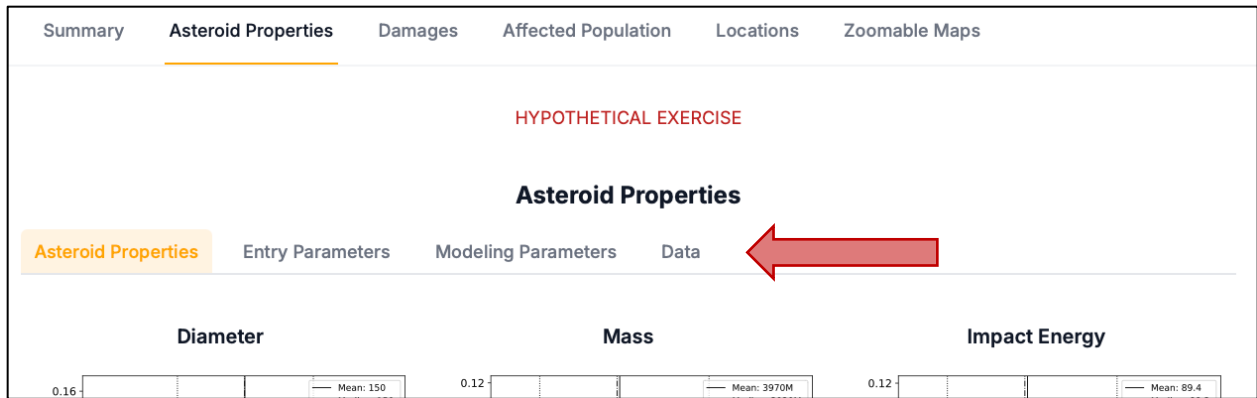 Summary Asteroid Properties Damages Affected Population Locations Zoomable Maps
HYPOTHETICAL EXERCISE
Asteroid Properties
Asteroid Properties Entry Parameters Modeling Parameters Data
Diameter Mass Impact Energy
0.16 Mean: 150 0.12 Mean: 3970M 0.12 Mean: 89.4